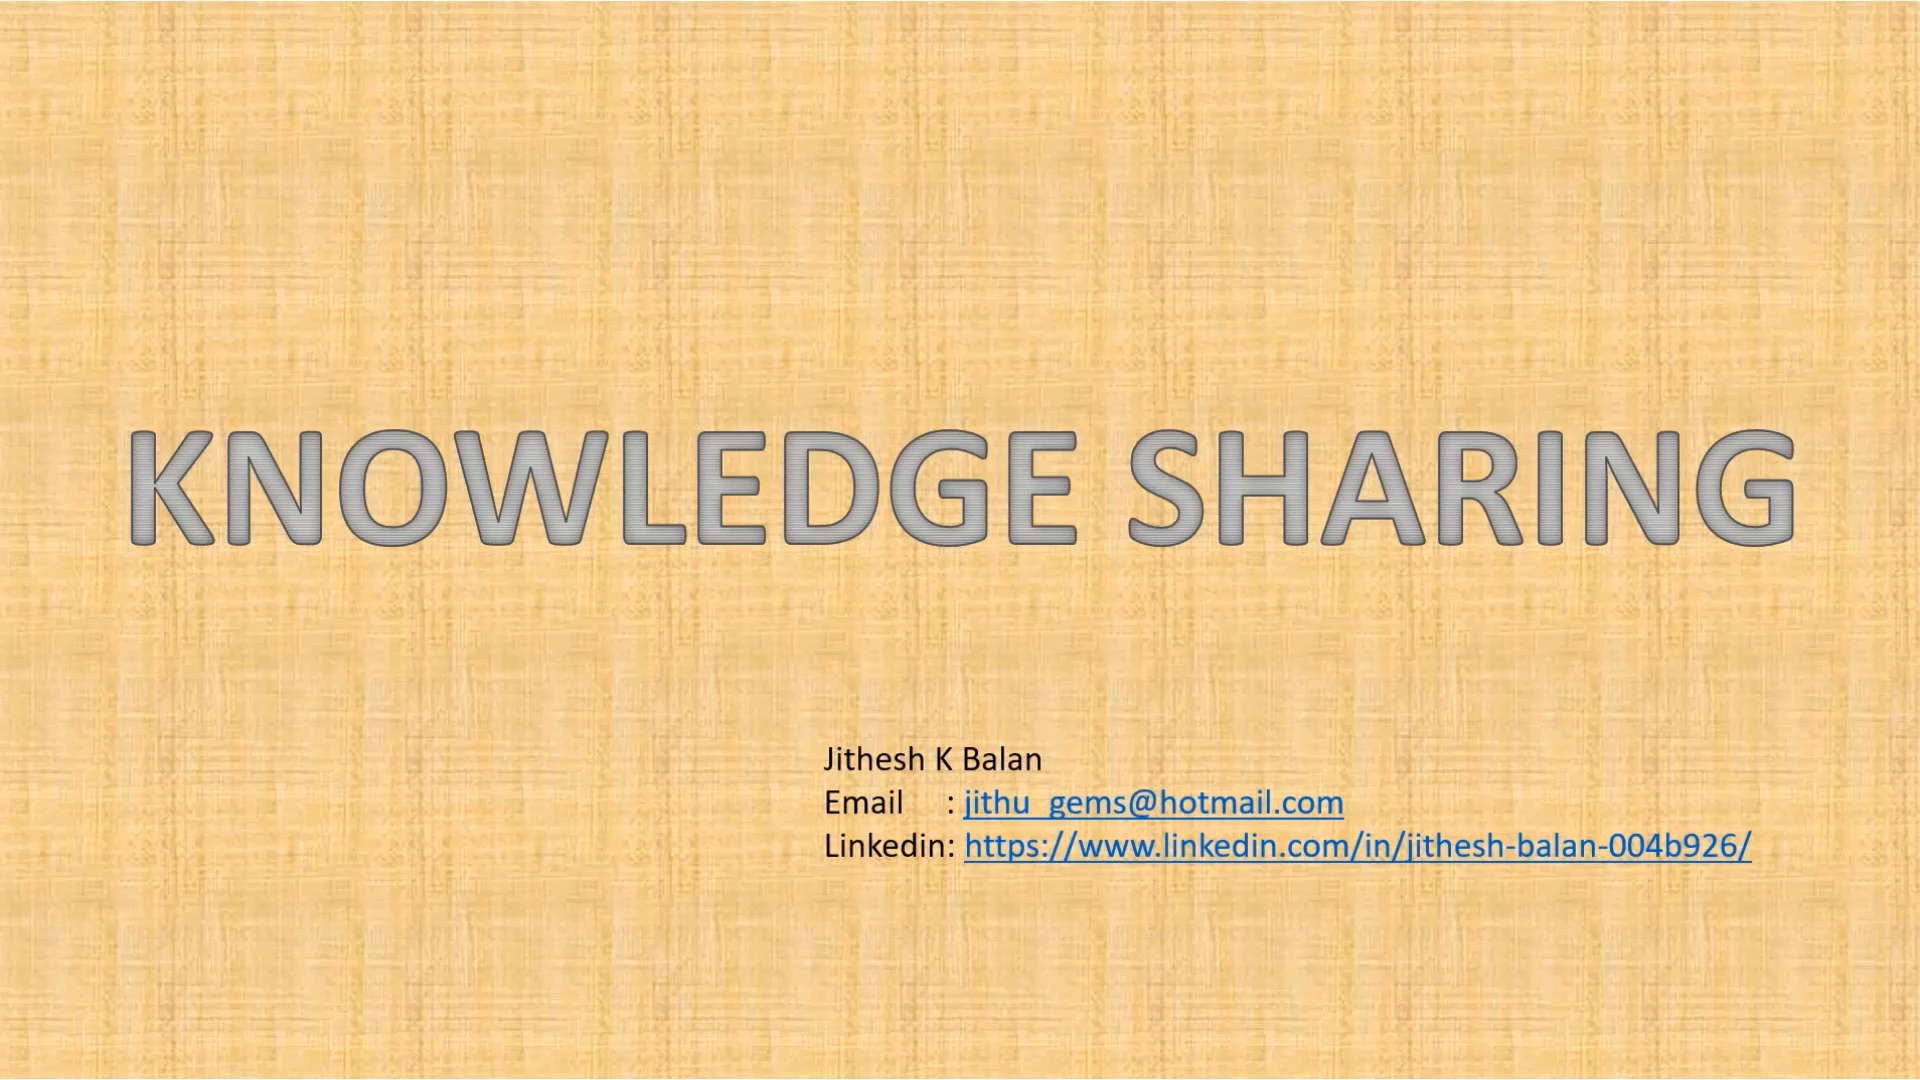 KNOWLEDGE SHARING
Jithesh K Balan
Email : jithu_gems@hotmail.com
Linkedin: https://www.linkedin.com/in/jithesh-balan-004b926/